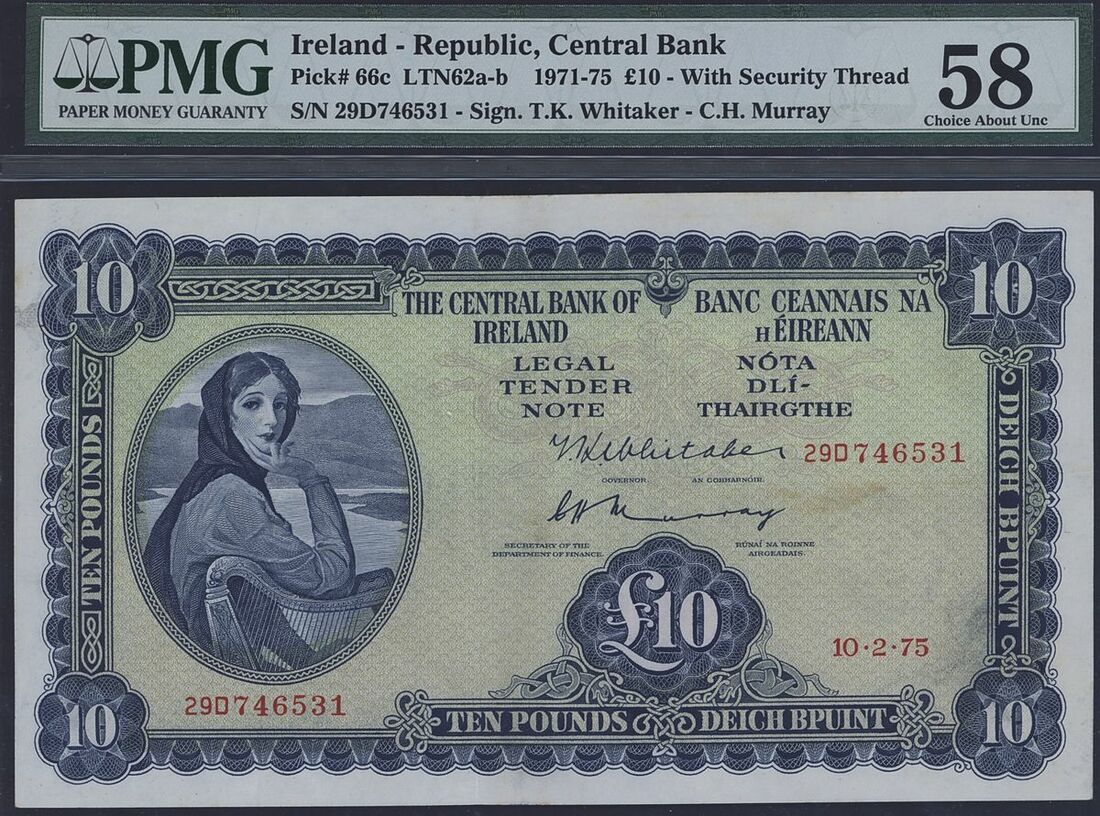 PMG
PAPER MONEY GUARANTY
Ireland - Republic, Central Bank
Pick# 66c LTN62a-b 1971-75 £10 - With Security Thread
S/N 29D746531 - Sign. T.K. Whitaker - C.H. Murray
58
Choice About Unc
10
10
THE CENTRAL BANK OF
IRELAND
BANC CEANNAIS NA
hÉIREANN
LEGAL
TENDER
NOTE
NÓTA
DLÍ-
THAIRGTHE
TEN POUNDS
DEICH BPUINT
T K Whitaker
29D746531
GOVERNOR.
AN GOBHARNÓIR.
C H Murray
SECRETARY OF THE
DEPARTMENT OF FINANCE.
RÚNAÍ NA ROINNE
AIRGEADAIS.
£10
10·2·75
29D746531
10
TEN POUNDS
DEICH BPUINT
10